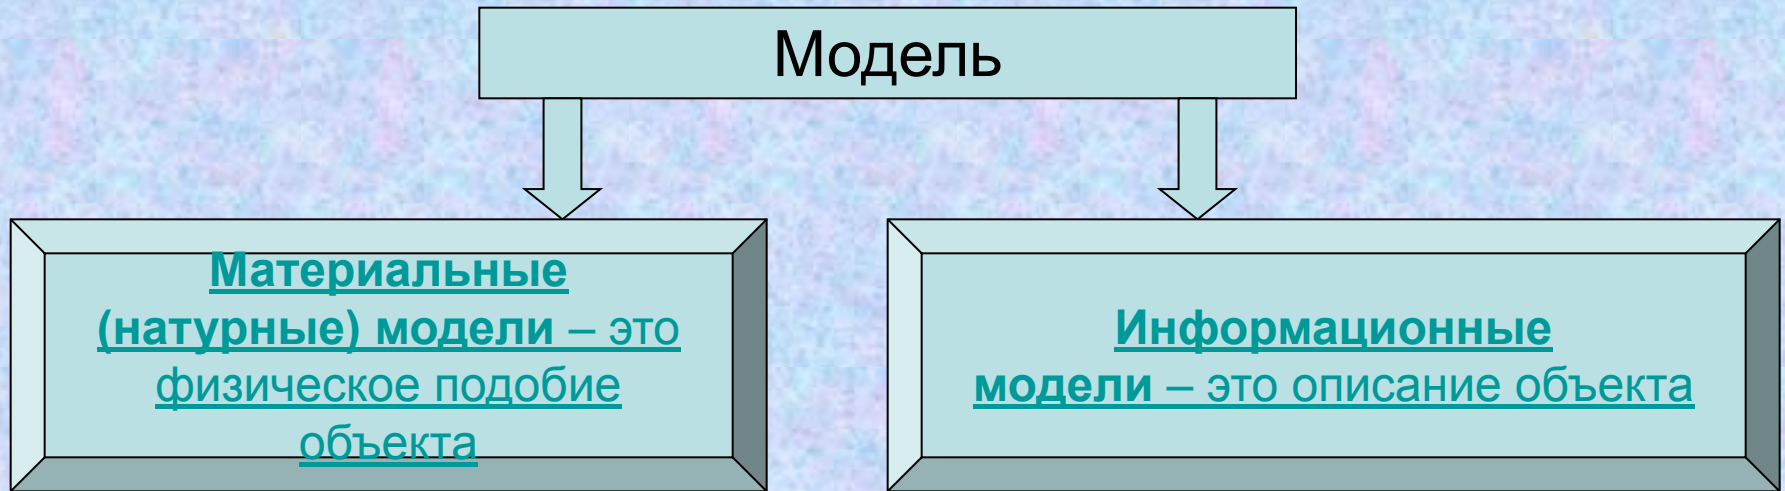 Модель
Материальные
(натурные) модели – это
физическое подобие
объекта
Информационные
модели – это описание объекта